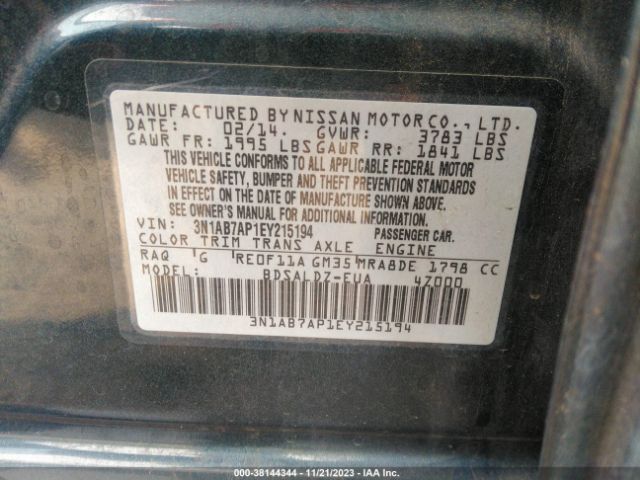 MANUFACTURED BY NISSAN MOTOR CO., LTD.
DATE: 02/14. GVWR: 3783 LBS
GAWR FR: 1995 LBS GAWR RR: 1841 LBS
THIS VEHICLE CONFORMS TO ALL APPLICABLE FEDERAL MOTOR
VEHICLE SAFETY, BUMPER AND THEFT PREVENTION STANDARDS
IN EFFECT ON THE DATE OF MANUFACTURE SHOWN ABOVE.
SEE OWNER'S MANUAL FOR ADDITIONAL INFORMATION.
VIN: 3N1AB7AP1EY215194 PASSENGER CAR.
COLOR TRIM TRANS AXLE ENGINE
RAQ G RE0F11A GM35 MRA8DE 1798 CC
MODEL: BDSALDZ-EUA 4Z000
3N1AB7AP1EY215194
000-38144344 | 11/21/2023 | IAA Inc.